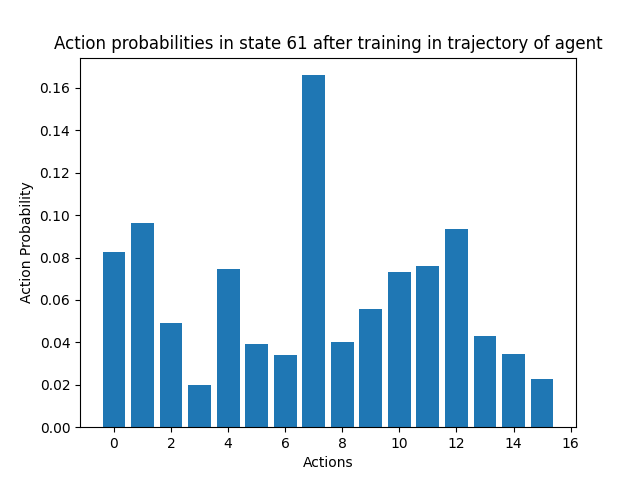 Action probabilities in state 61 after training in trajectory of agent
Action Probability
0.16
0.14
0.12
0.10
0.08
0.06
0.04
0.02
0.00
0 2 4 6 8 10 12 14 16
Actions